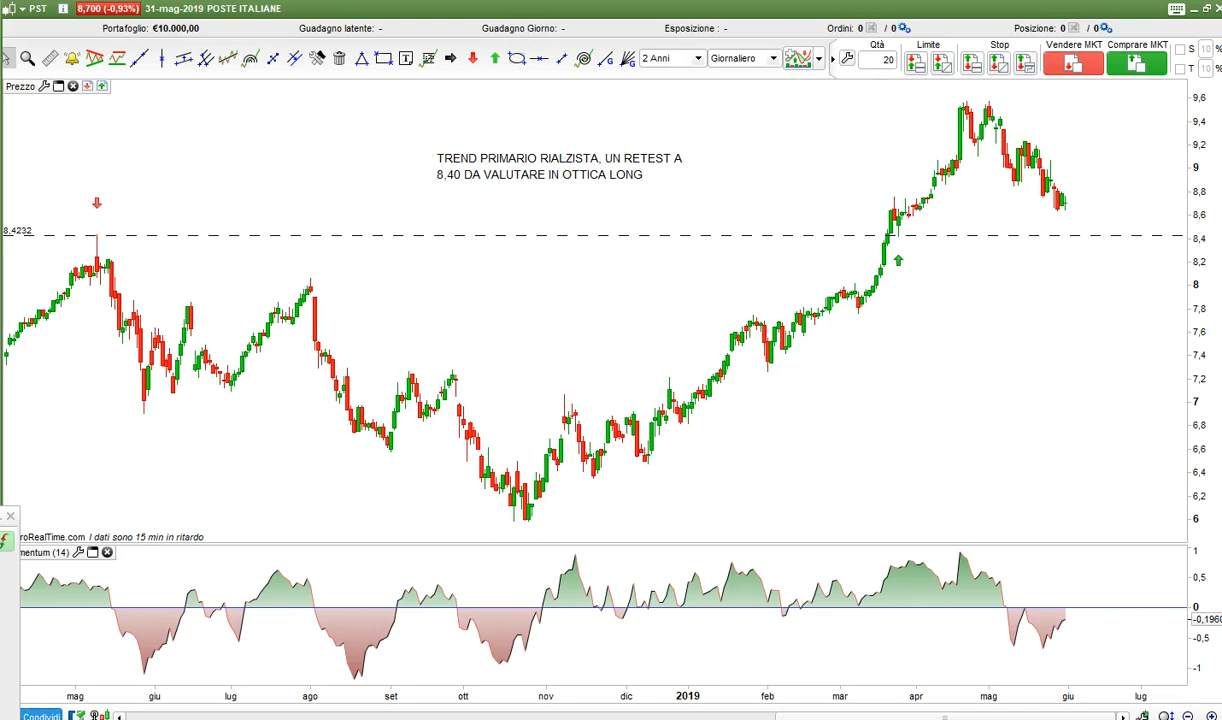 PST 8,700 (-0,93%) 31-mag-2019 POSTE ITALIANE
Portafoglio: €10.000,00 Guadagno latente: - Guadagno Giorno: - Esposizione : - Ordini: 0 / 0 Posizione: 0 / 0
Qtà Limite Stop Vendere MKT Comprare MKT
2 Anni Giornaliero 20
S 10 %
T 10 %
Prezzo
TREND PRIMARIO RIALZISTA, UN RETEST A
8,40 DA VALUTARE IN OTTICA LONG
8,4232
9,6
9,4
9,2
9
8,8
8,6
8,4
8,2
8
7,8
7,6
7,4
7,2
7
6,8
6,6
6,4
6,2
6
roRealTime.com I dati sono 15 min in ritardo
mentum (14)
1
0,5
0
-0,1960
-0,5
-1
mag giu lug ago set ott nov dic 2019 feb mar apr mag giu lug
Condividi